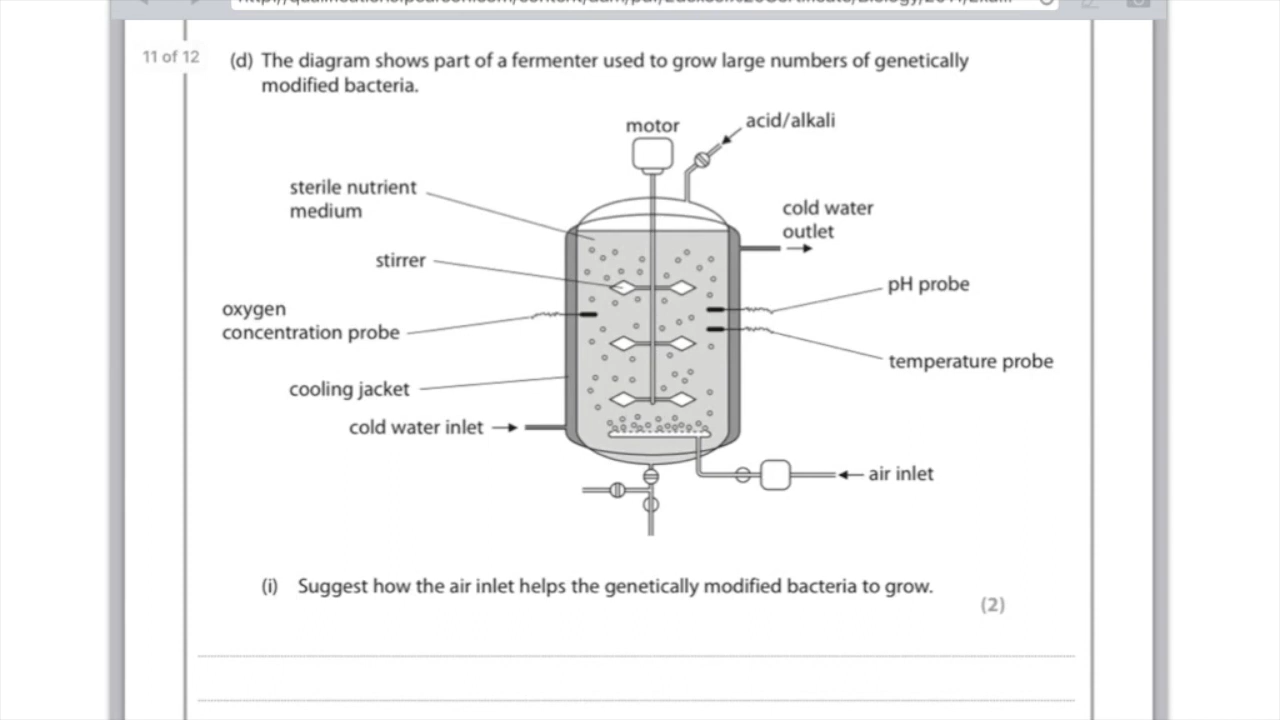 11 of 12
(d) The diagram shows part of a fermenter used to grow large numbers of genetically
modified bacteria.
motor
acid/alkali
sterile nutrient
medium
cold water
outlet
stirrer
pH probe
oxygen
concentration probe
temperature probe
cooling jacket
cold water inlet
air inlet
(i) Suggest how the air inlet helps the genetically modified bacteria to grow.
(2)